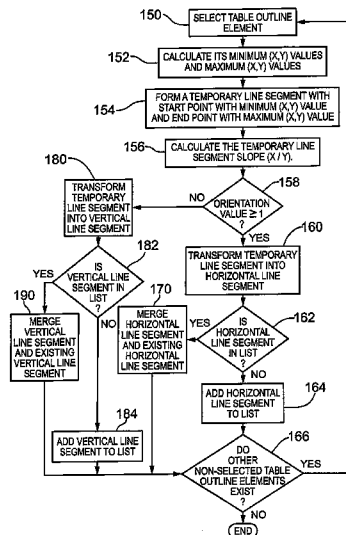 150
SELECT TABLE OUTLINE
ELEMENT
152
CALCULATE ITS MINIMUM (X,Y) VALUES
AND MAXIMUM (X,Y) VALUES
154
FORM A TEMPORARY LINE SEGMENT WITH
START POINT WITH MINIMUM (X,Y) VALUE
AND END POINT WITH MAXIMUM (X,Y) VALUE
156
CALCULATE THE TEMPORARY LINE
SEGMENT SLOPE (X / Y).
158
ORIENTATION
VALUE ≥ 1
?
NO
YES
180
TRANSFORM
TEMPORARY
LINE SEGMENT
INTO VERTICAL LINE
SEGMENT
160
TRANSFORM TEMPORARY
LINE SEGMENT INTO
HORIZONTAL LINE
SEGMENT
182
IS
VERTICAL LINE
SEGMENT IN
LIST
?
YES
NO
162
IS
HORIZONTAL
LINE SEGMENT
IN LIST
?
YES
NO
190
MERGE
VERTICAL
LINE SEGMENT
AND EXISTING
VERTICAL LINE
SEGMENT
170
MERGE
HORIZONTAL LINE
SEGMENT AND
EXISTING
HORIZONTAL LINE
SEGMENT
164
ADD HORIZONTAL
LINE SEGMENT
TO LIST
184
ADD VERTICAL LINE
SEGMENT TO LIST
166
DO
OTHER
NON-SELECTED TABLE
OUTLINE ELEMENTS
EXIST
?
YES
NO
END